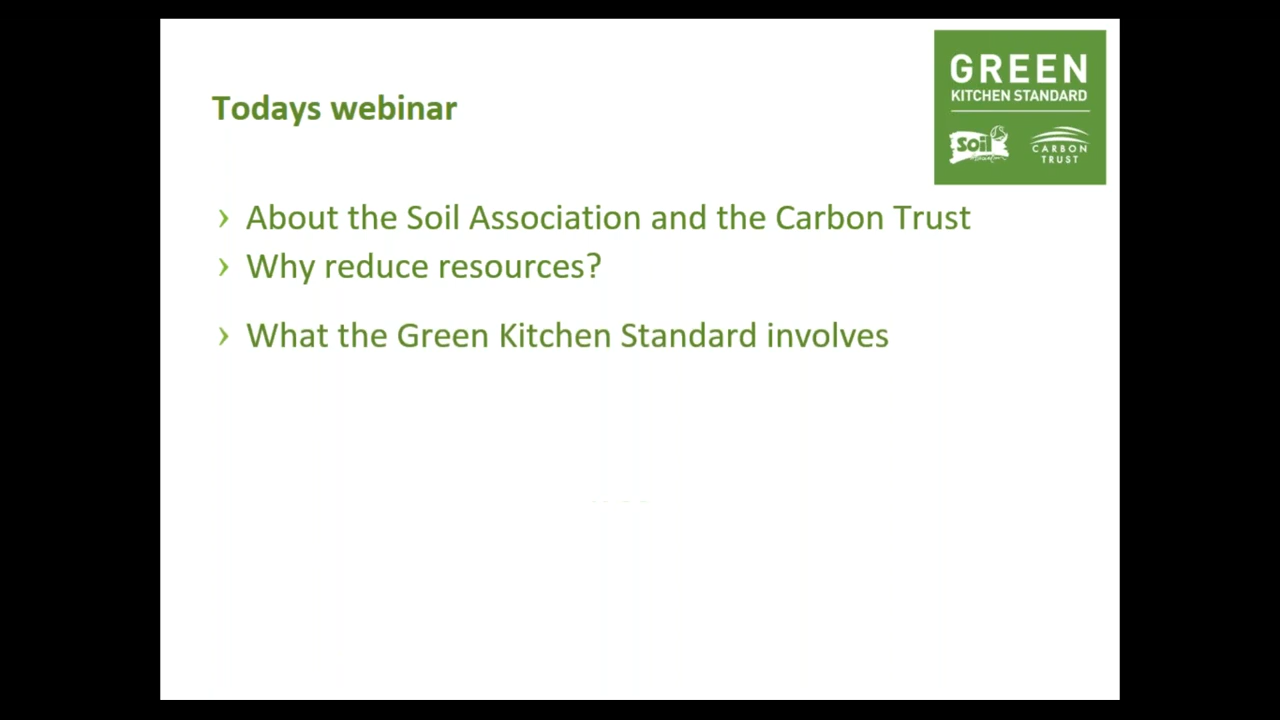 GREEN
KITCHEN STANDARD
Soil
CARBON
TRUST
Todays webinar
› About the Soil Association and the Carbon Trust
› Why reduce resources?
› What the Green Kitchen Standard involves